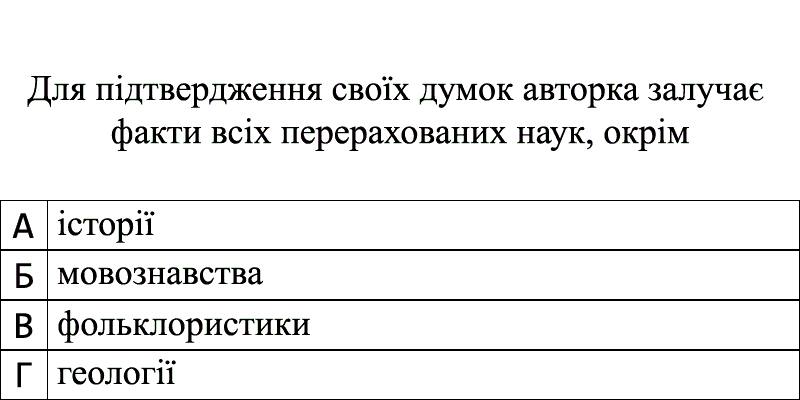 Для підтвердження своїх думок авторка залучає
факти всіх перерахованих наук, окрім
А історії
Б мовознавства
В фольклористики
Г геології